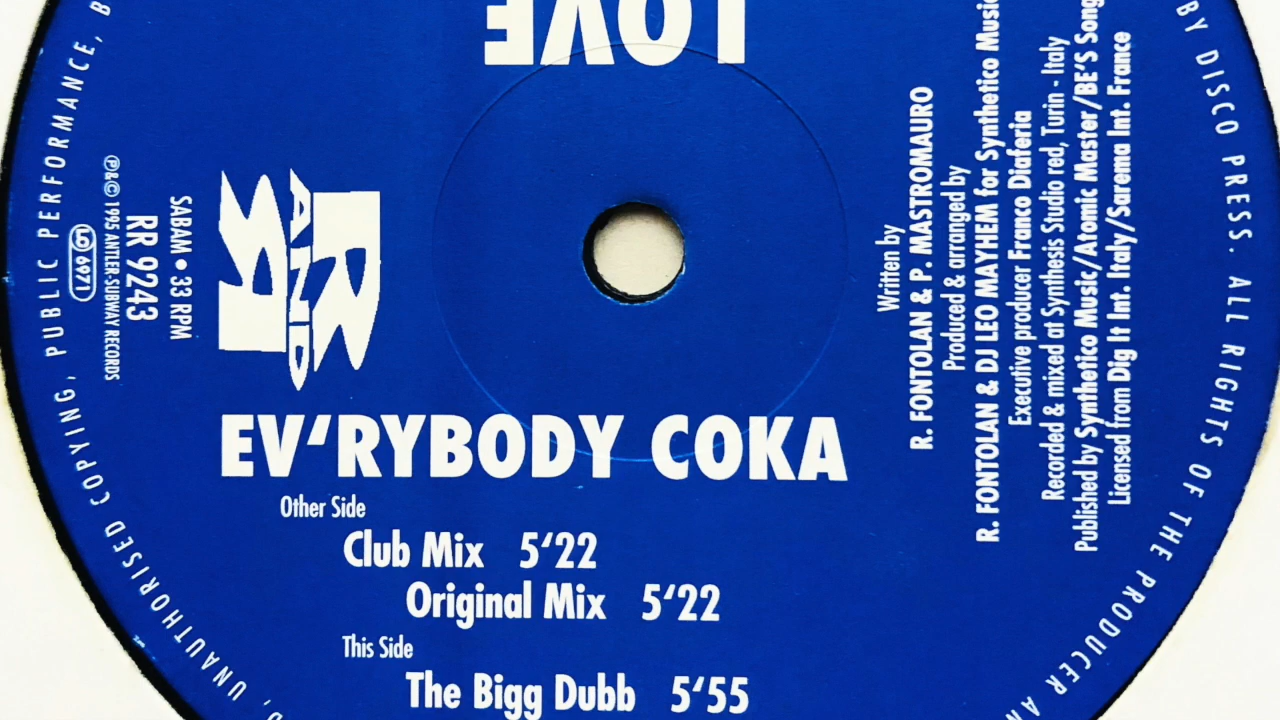 LOVE
R AND R
SABAM • 33 RPM
RR 9243
LC 6971
℗&© 1995 ANTLER-SUBWAY RECORDS
EV'RYBODY COKA
Other Side
Club Mix 5'22
Original Mix 5'22
This Side
The Bigg Dubb 5'55
Written by
R. FONTOLAN & P. MASTROMAURO
Produced & arranged by
R. FONTOLAN & DJ LEO MAYHEM for Synthetico Music
Executive producer Franco Diaferia
Recorded & mixed at Synthesis Studio red, Turin - Italy
Published by Synthetico Music/Atomic Master/BE'S Song
Licensed from Dig It Int. Italy/Sarema Int. France
BY DISCO PRESS. ALL RIGHTS OF THE PRODUCER
UNAUTHORISED COPYING, PUBLIC PERFORMANCE,